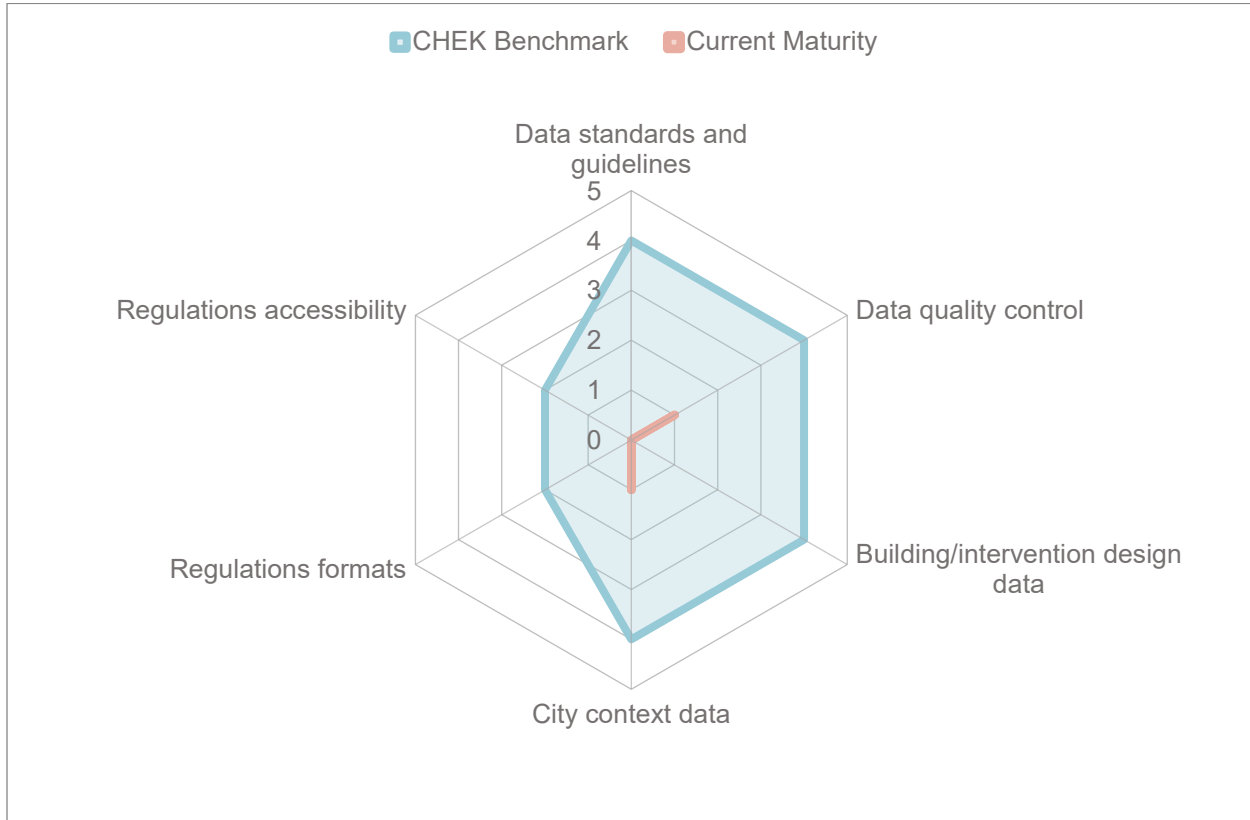 CHEK Benchmark Current Maturity
Data standards and
guidelines
5
4
3
2
1
0
Regulations accessibility
Data quality control
Regulations formats
Building/intervention design
data
City context data